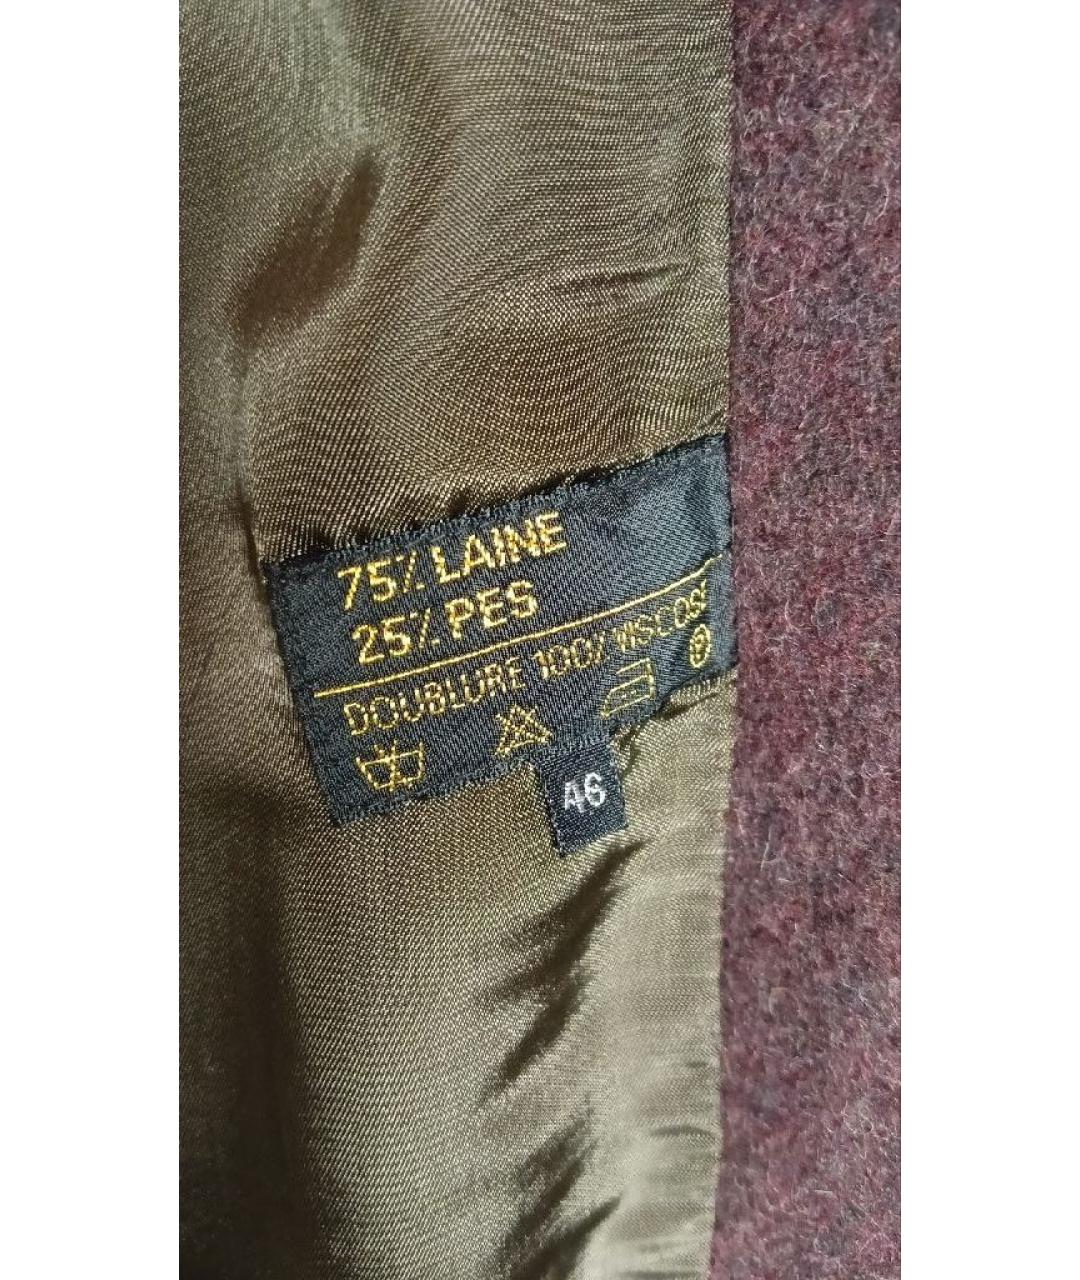 75% LAINE
25% PES
DOUBLURE 100% VISCOSE
P
46